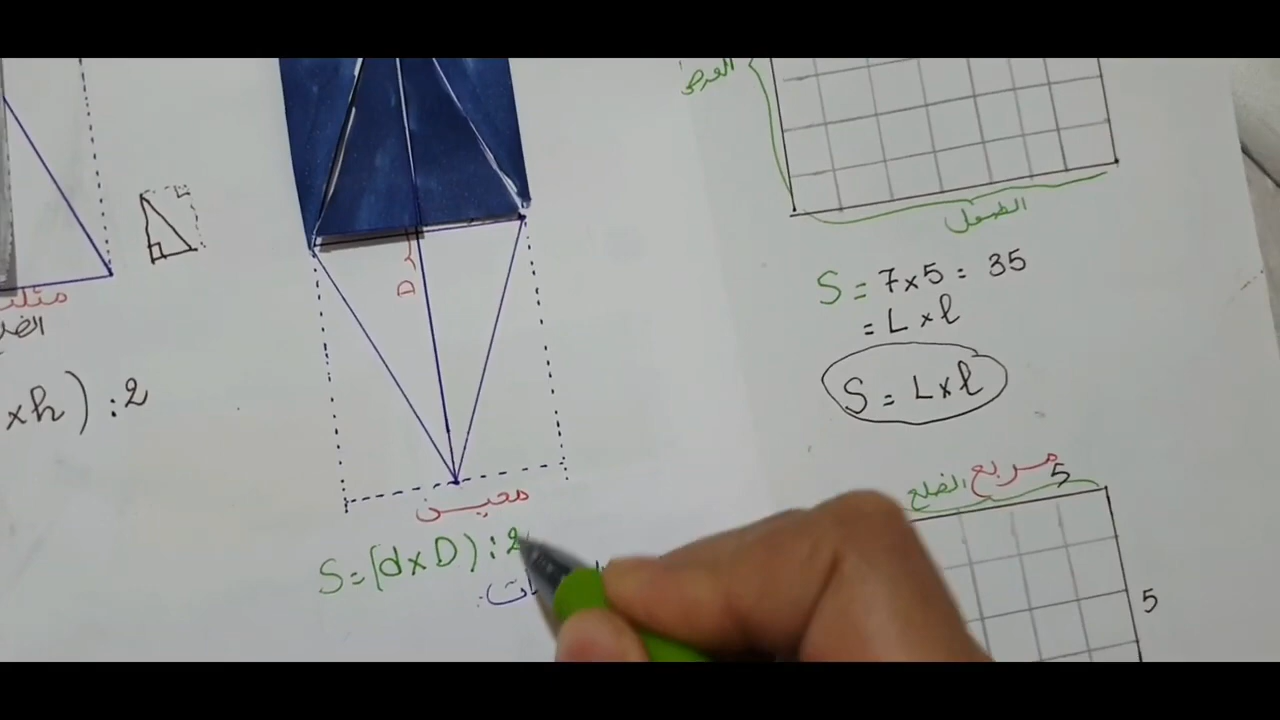 العرض
الطول
S = 7 x 5 = 35
= L x l
S = L x l
مربع
الضلع
5
5
D
معين
S = (d x D) : 2
مثلث
x h) : 2